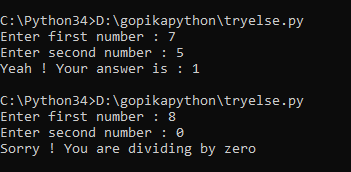 C:\Python34>D:\gopikapython\tryelse.py
Enter first number : 7
Enter second number : 5
Yeah ! Your answer is : 1
C:\Python34>D:\gopikapython\tryelse.py
Enter first number : 8
Enter second number : 0
Sorry ! You are dividing by zero